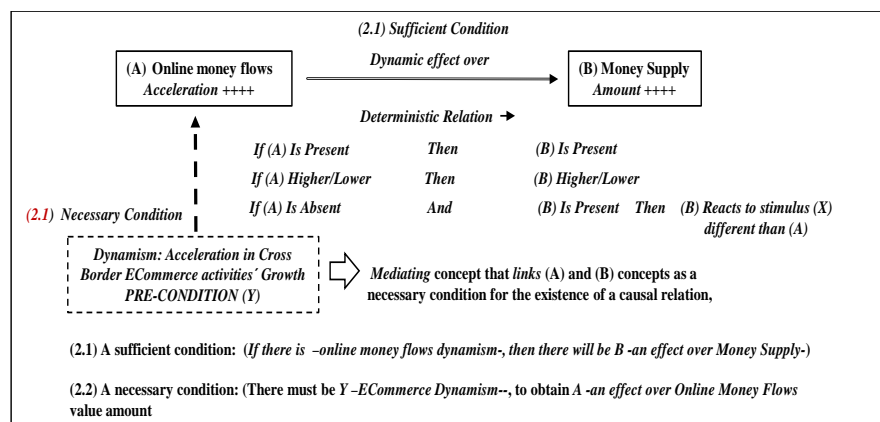 (2.1) Sufficient Condition
(A) Online money flows
Acceleration ++++
Dynamic effect over
(B) Money Supply
Amount ++++
Deterministic Relation →
If (A) Is Present Then (B) Is Present
If (A) Higher/Lower Then (B) Higher/Lower
If (A) Is Absent And (B) Is Present Then (B) Reacts to stimulus (X)
different than (A)
(2.1) Necessary Condition
Dynamism: Acceleration in Cross
Border ECommerce activities´ Growth
PRE-CONDITION (Y)
Mediating concept that links (A) and (B) concepts as a
necessary condition for the existence of a causal relation,
(2.1) A sufficient condition: (If there is –online money flows dynamism-, then there will be B -an effect over Money Supply-)
(2.2) A necessary condition: (There must be Y –ECommerce Dynamism--, to obtain A -an effect over Online Money Flows
value amount